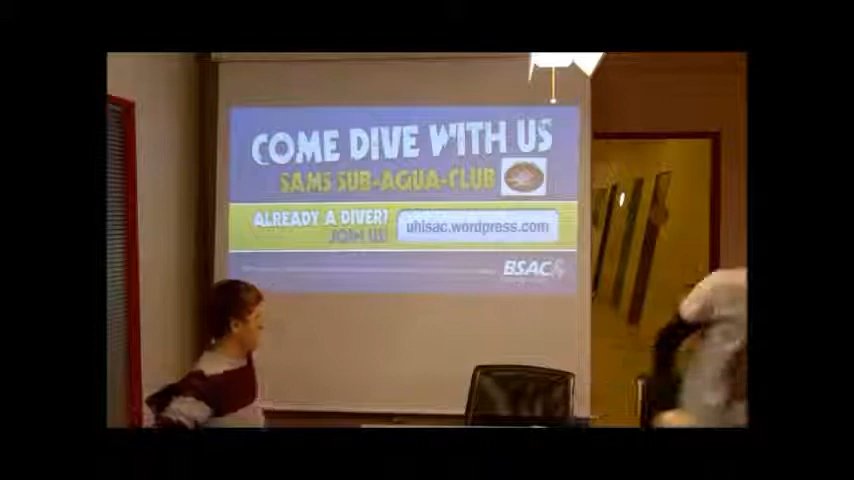 COME DIVE WITH US
SAMS SUB-AQUA-CLUB
ALREADY A DIVER?
JOIN US!
uhisac.wordpress.com
BSAC